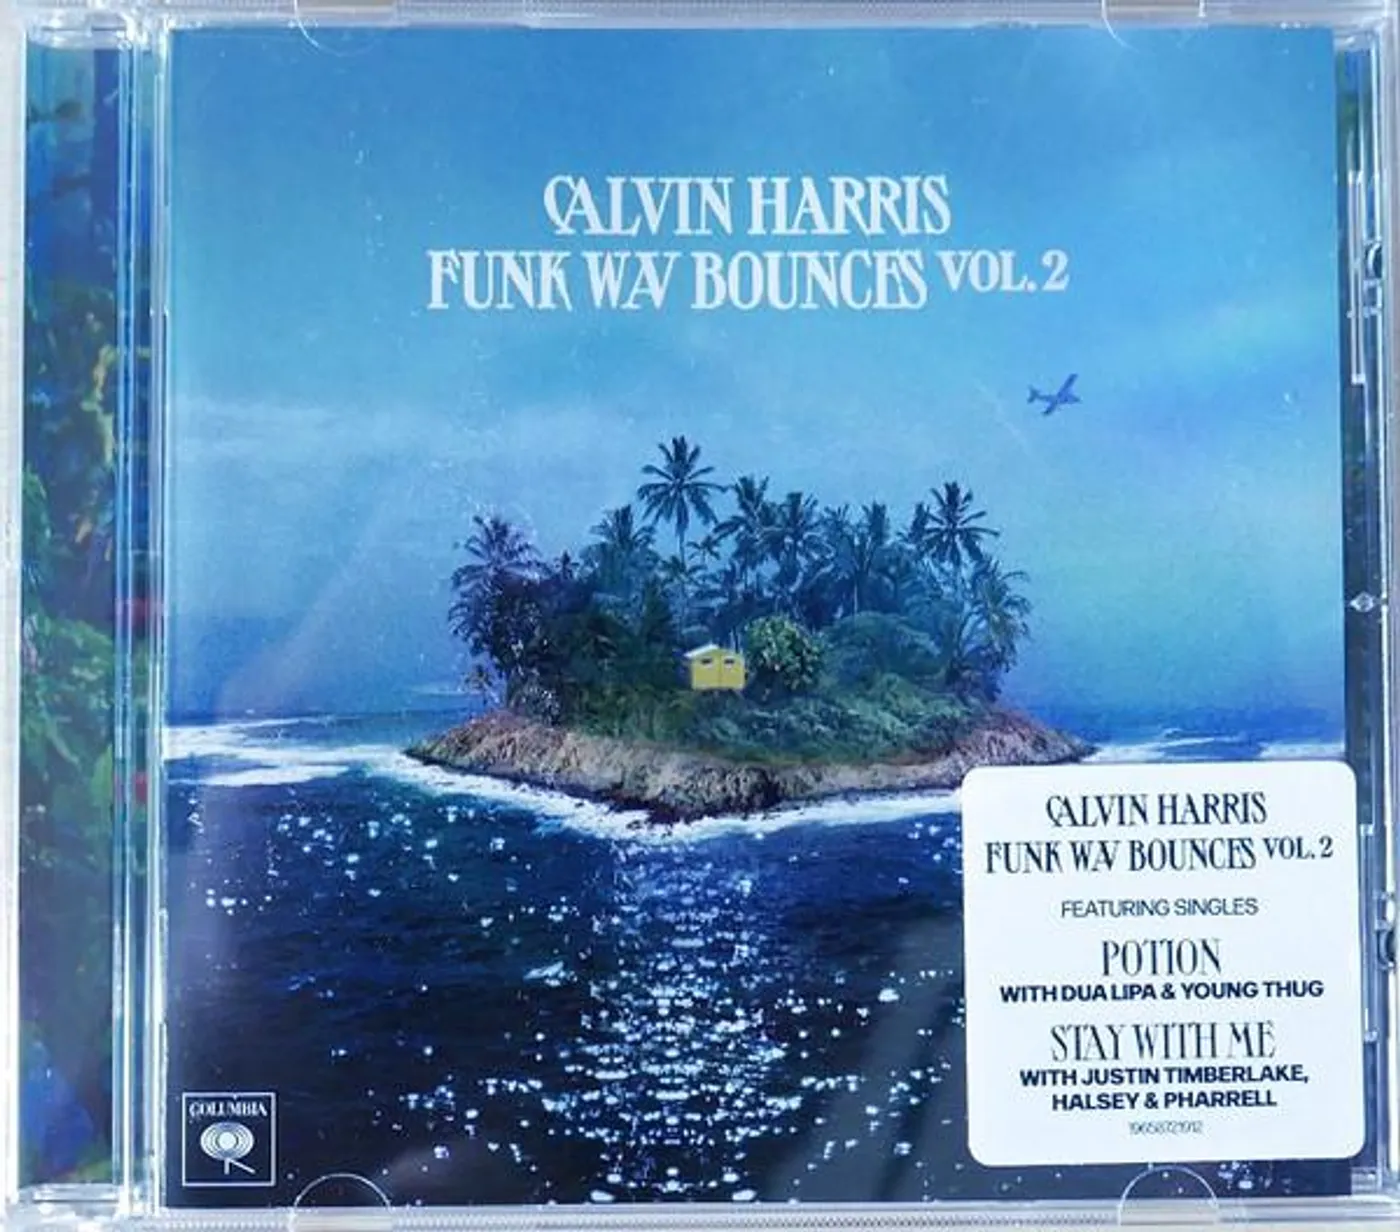 CALVIN HARRIS
FUNK WAV BOUNCES VOL. 2
CALVIN HARRIS
FUNK WAV BOUNCES VOL. 2
FEATURING SINGLES
POTION
WITH DUA LIPA & YOUNG THUG
STAY WITH ME
WITH JUSTIN TIMBERLAKE,
HALSEY & PHARRELL
19658721912
COLUMBIA